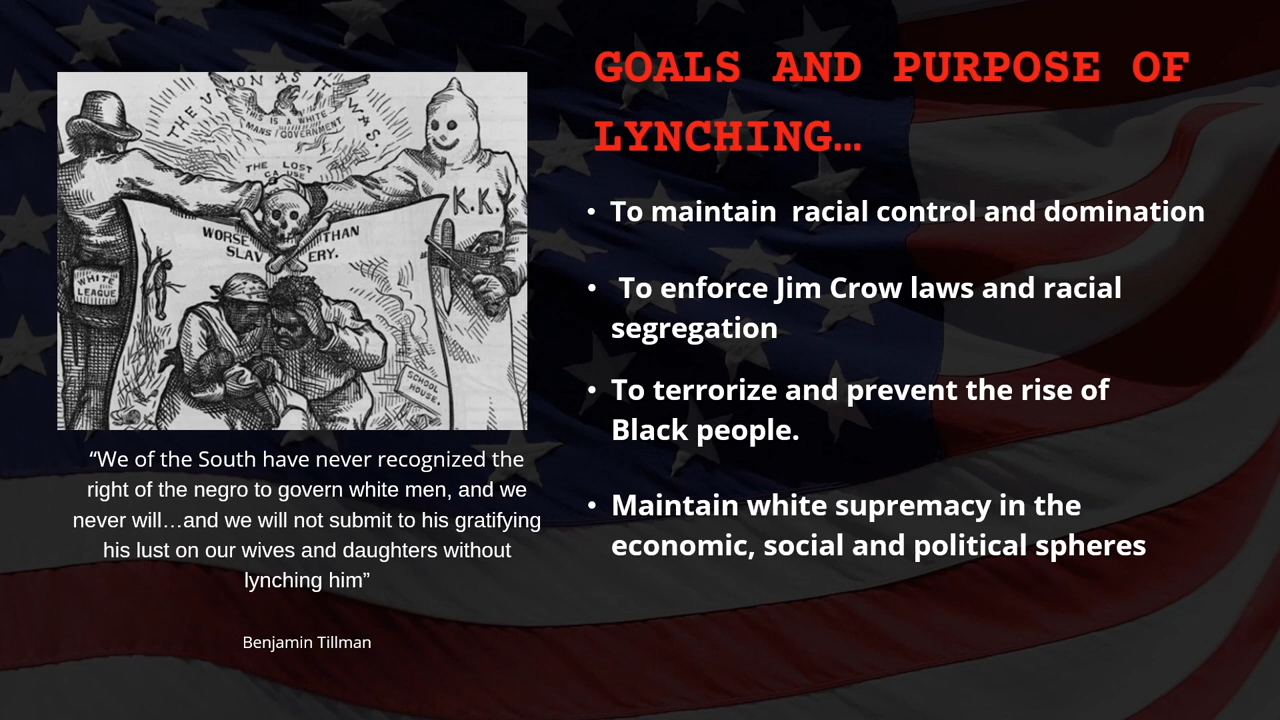 GOALS AND PURPOSE OF
LYNCHING…
THE UNION AS IT WAS.
THIS IS A WHITE
MANS GOVERNMENT
THE LOST
CAUSE
K.K.
WORSE THAN
SLAVERY.
WHITE
LEAGUE
SCHOOL
HOUSE.
“We of the South have never recognized the
right of the negro to govern white men, and we
never will…and we will not submit to his gratifying
his lust on our wives and daughters without
lynching him”
Benjamin Tillman
• To maintain  racial control and domination
• To enforce Jim Crow laws and racial
segregation
• To terrorize and prevent the rise of
Black people.
• Maintain white supremacy in the
economic, social and political spheres